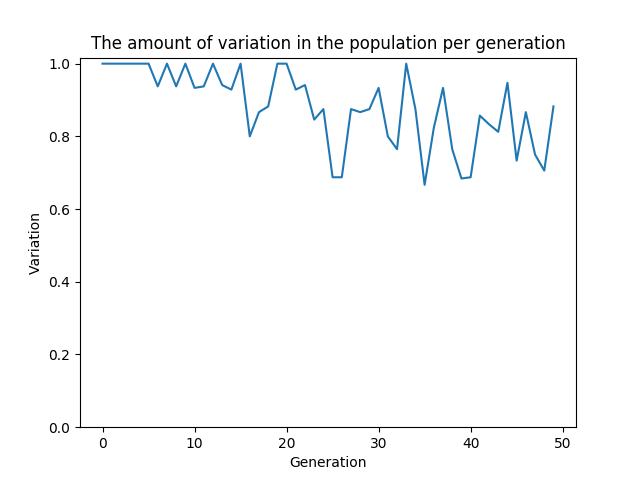 The amount of variation in the population per generation
1.0
0.8
0.6
0.4
0.2
0.0
Variation
0 10 20 30 40 50
Generation